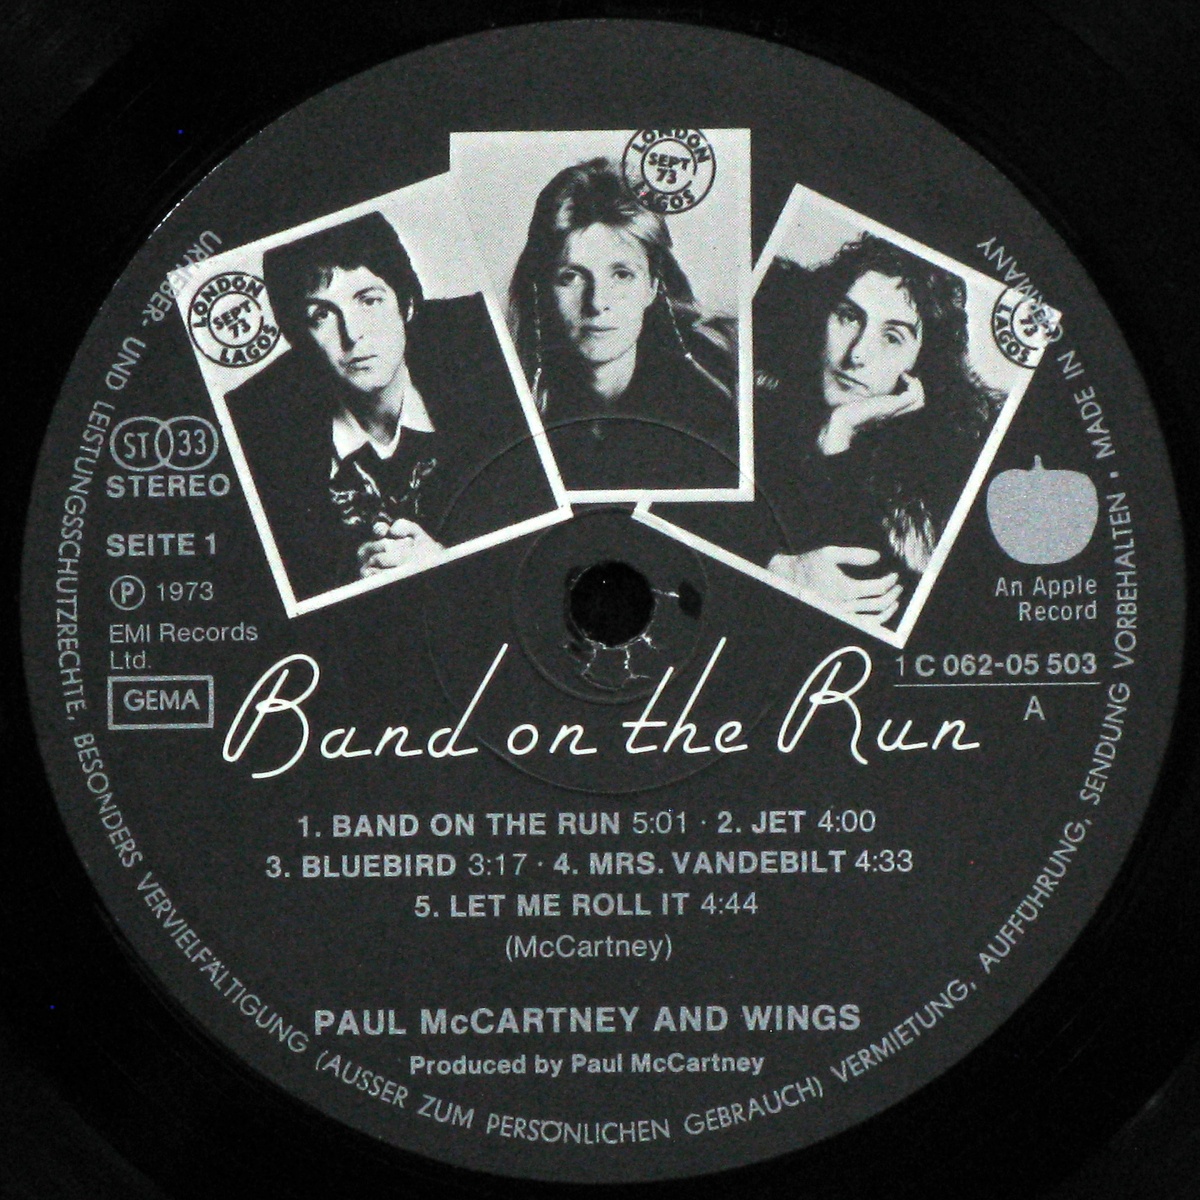 LONDON
SEPT
73
LAGOS
LONDON
SEPT
73
LAGOS
73
LAGOS
ST 33
STEREO
SEITE 1
Ⓟ 1973
EMI Records
Ltd.
GEMA
An Apple
Record
1 C 062-05 503
A
Band on the Run
1. BAND ON THE RUN 5:01 · 2. JET 4:00
3. BLUEBIRD 3:17 · 4. MRS. VANDEBILT 4:33
5. LET ME ROLL IT 4:44
(McCartney)
PAUL McCARTNEY AND WINGS
Produced by Paul McCartney
URHEBER- UND LEISTUNGSSCHUTZRECHTE, BESONDERS VERVIELFÄLTIGUNG (AUSSER ZUM PERSÖNLICHEN GEBRAUCH) VERMIETUNG, AUFFÜHRUNG, SENDUNG VORBEHALTEN · MADE IN GERMANY